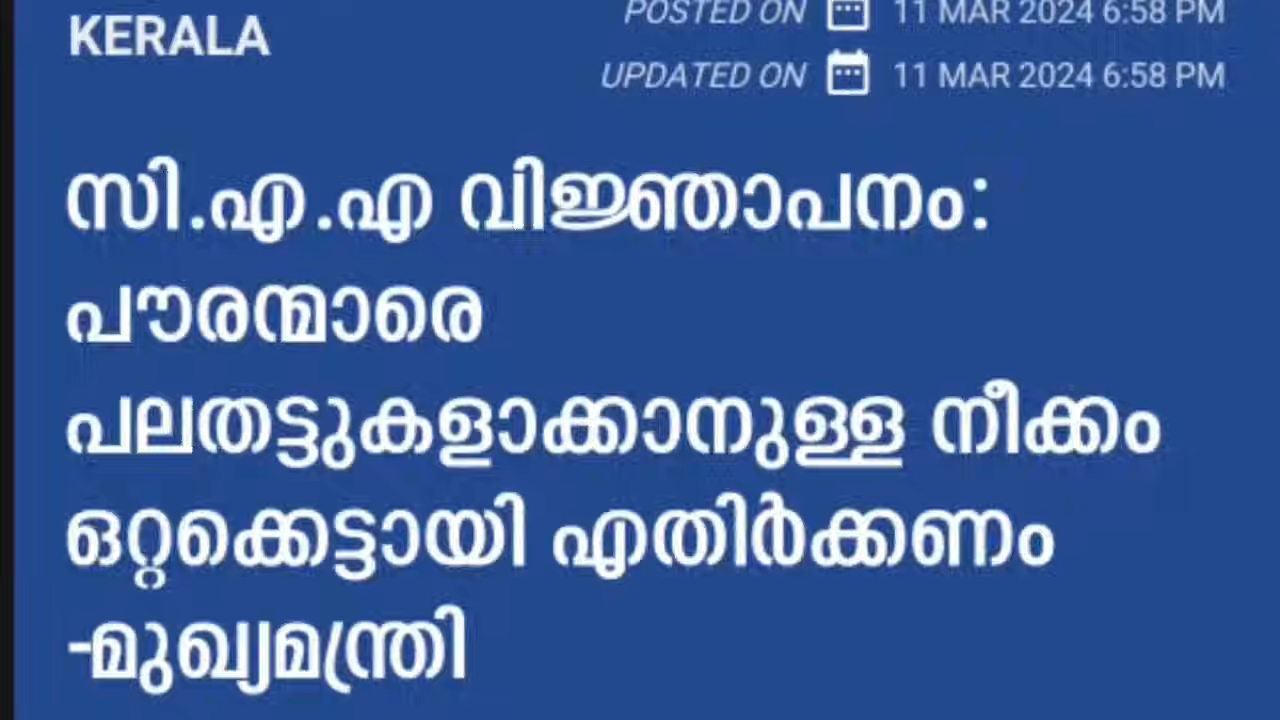 KERALA
POSTED ON 11 MAR 2024 6:58 PM
UPDATED ON 11 MAR 2024 6:58 PM
സി.എ.എ വിജ്ഞാപനം:
പൗരന്മാരെ
പലതട്ടുകളാക്കാനുള്ള നീക്കം
ഒറ്റക്കെട്ടായി എതിർക്കണം
-മുഖ്യമന്ത്രി